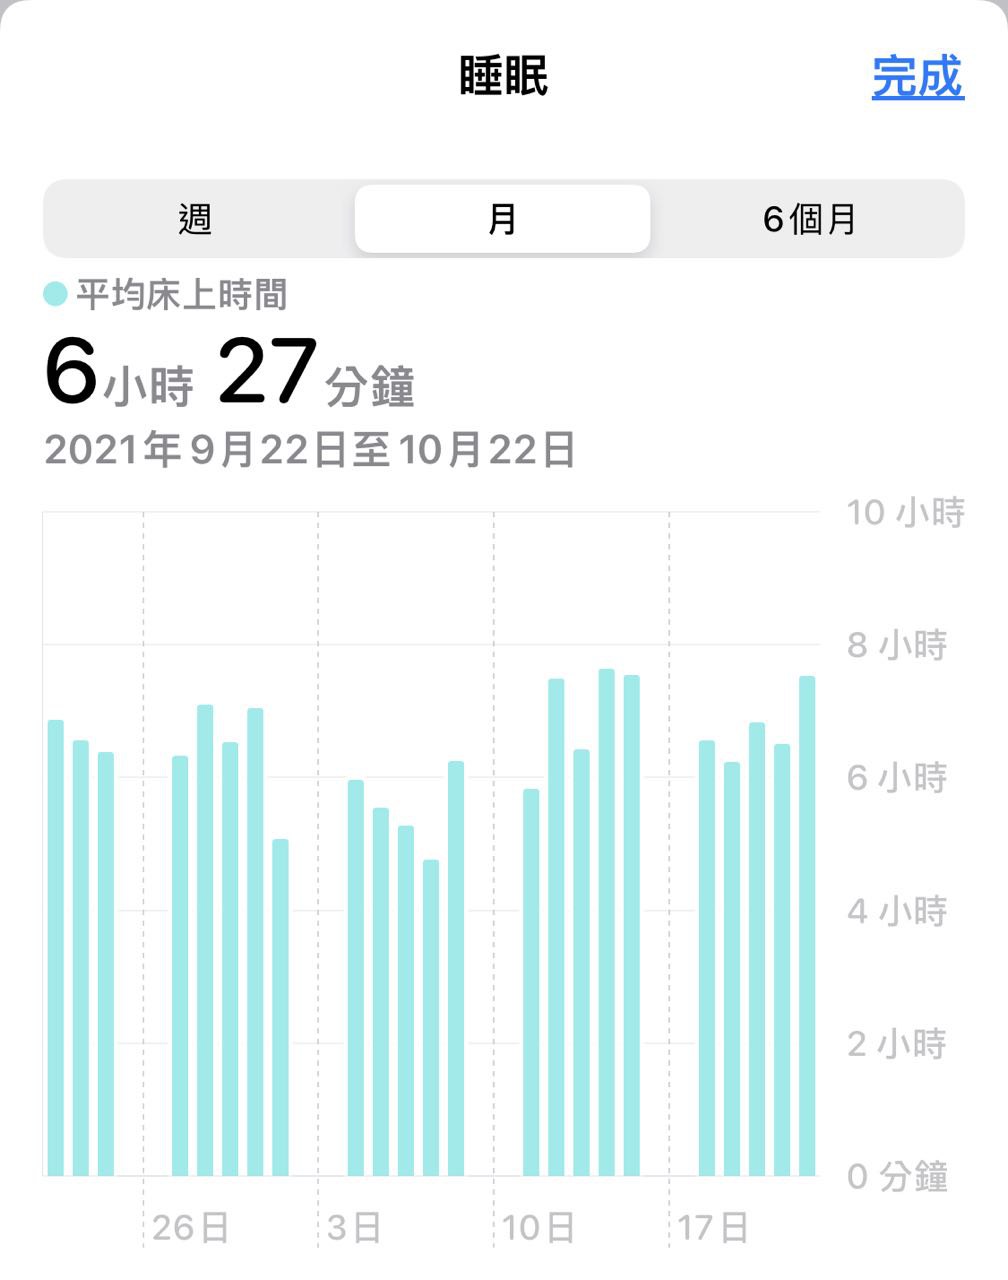 睡眠
完成
週
月
6個月
平均床上時間
6小時 27分鐘
2021年9月22日至10月22日
10 小時
8 小時
6 小時
4 小時
2 小時
0 分鐘
26日
3日
10日
17日